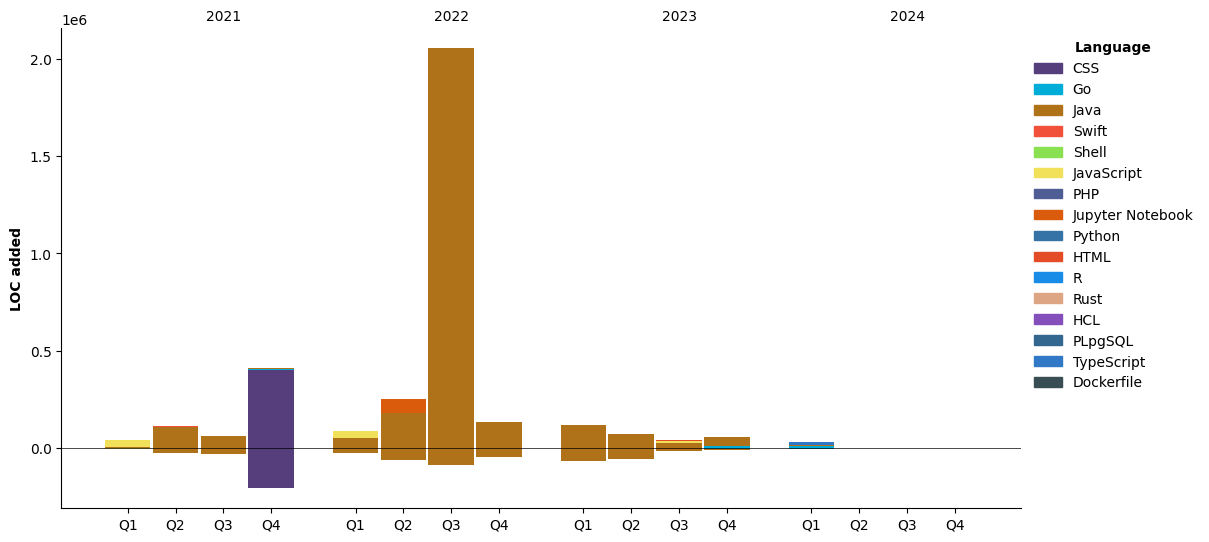 1e6
2021 2022 2023 2024
2.0
1.5
1.0
0.5
0.0
LOC added
Q1 Q2 Q3 Q4 Q1 Q2 Q3 Q4 Q1 Q2 Q3 Q4 Q1 Q2 Q3 Q4
Language
CSS
Go
Java
Swift
Shell
JavaScript
PHP
Jupyter Notebook
Python
HTML
R
Rust
HCL
PLpgSQL
TypeScript
Dockerfile